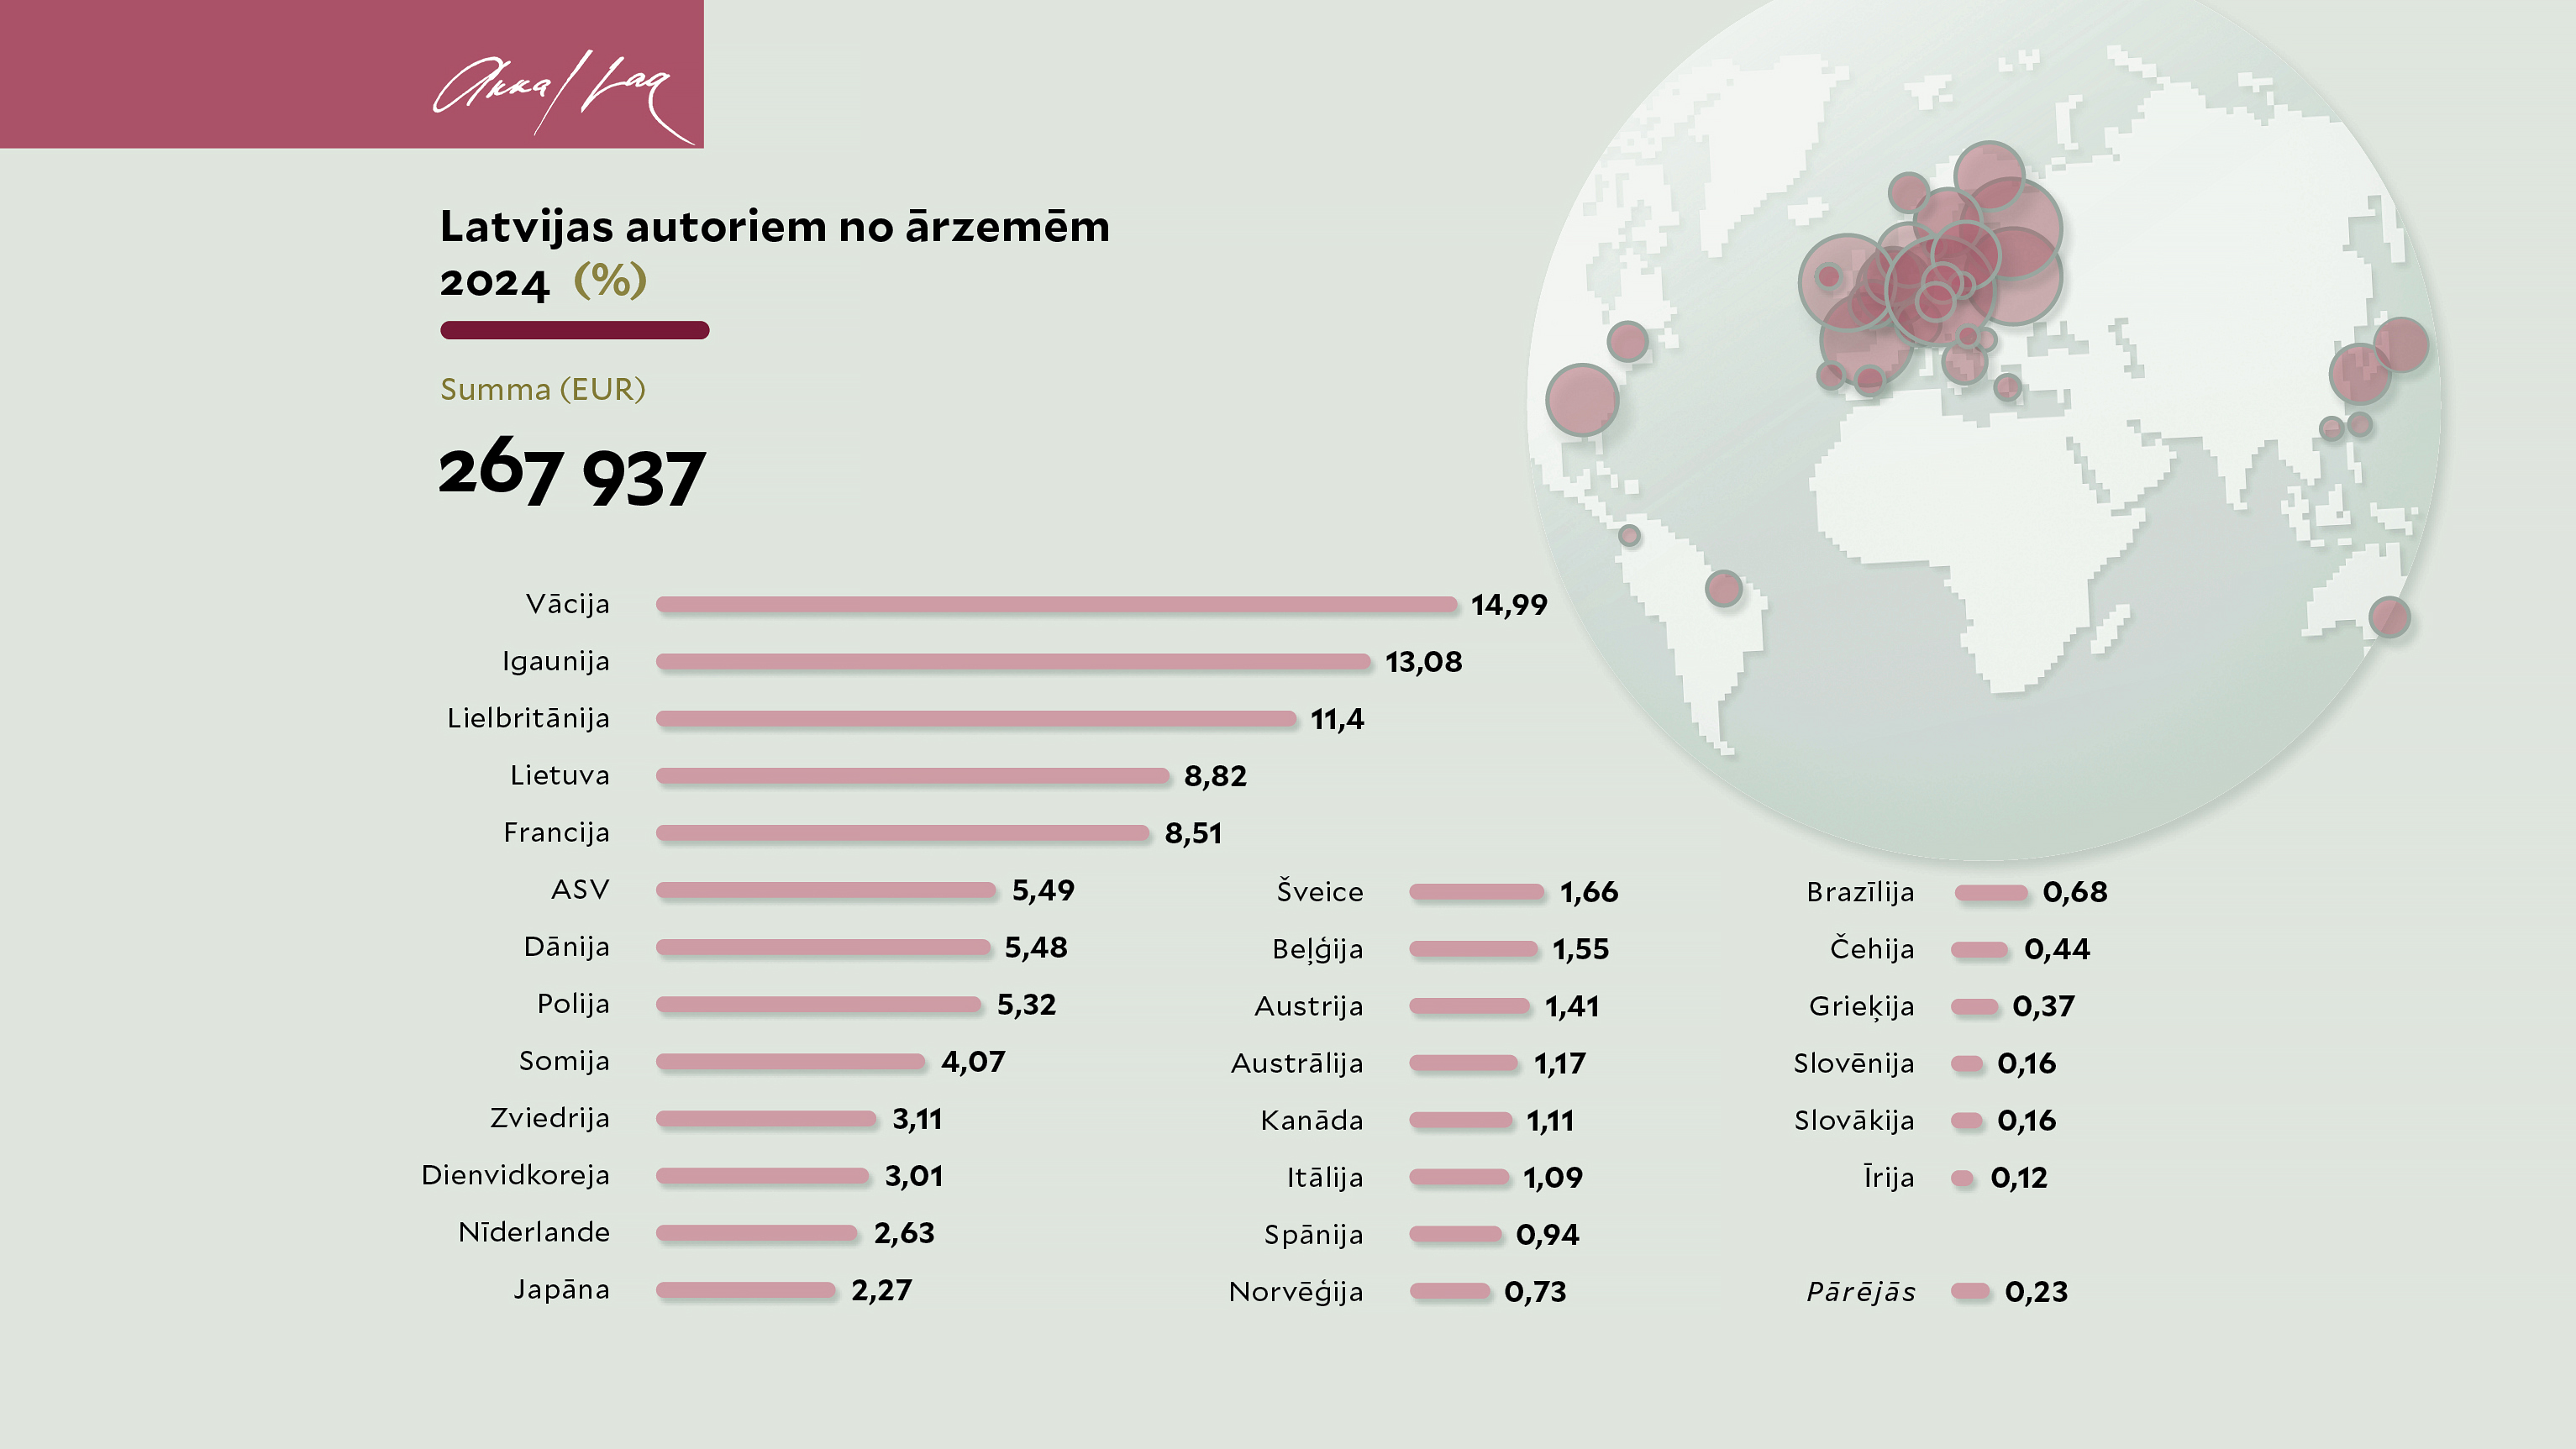 Akka/Laa
Latvijas autoriem no ārzemēm
2024 (%)
Summa (EUR)
267 937
Vācija 14,99
Igaunija 13,08
Lielbritānija 11,4
Lietuva 8,82
Francija 8,51
ASV 5,49
Dānija 5,48
Polija 5,32
Somija 4,07
Zviedrija 3,11
Dienvidkoreja 3,01
Nīderlande 2,63
Japāna 2,27
Šveice 1,66
Beļģija 1,55
Austrija 1,41
Austrālija 1,17
Kanāda 1,11
Itālija 1,09
Spānija 0,94
Norvēģija 0,73
Brazīlija 0,68
Čehija 0,44
Grieķija 0,37
Slovēnija 0,16
Slovākija 0,16
Īrija 0,12
Pārējās 0,23